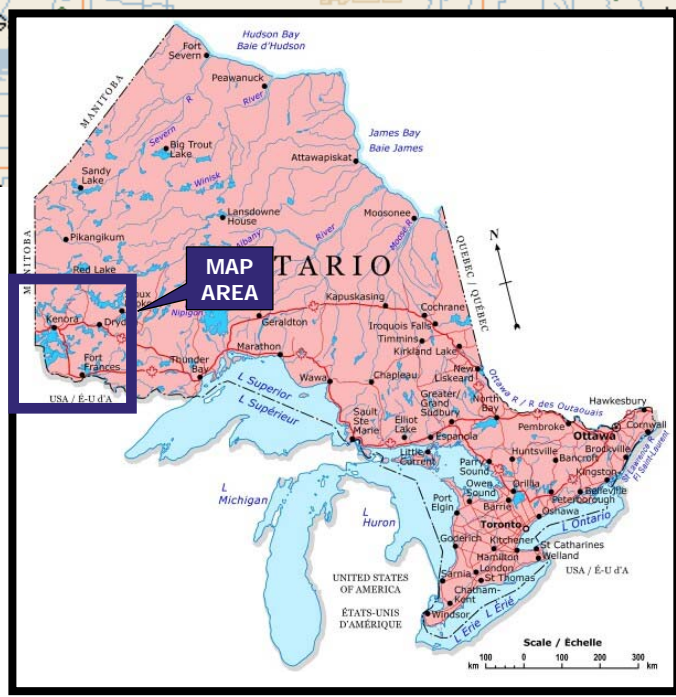 Hudson Bay
Baie d'Hudson
Fort
Severn
Peawanuck
MANITOBA
River
Severn R
James Bay
Baie James
Big Trout
Lake
Attawapiskat
Sandy
Lake
Winisk
Lansdowne
House
Moosonee
River
Albany
Moose R
Pikangikum
MANITOBA
QUEBEC / QUÉBEC
N
MAP
AREA
TARIO
Red Lake
Kapuskasing
Cochrane
Nipigon
Geraldton
Iroquois Falls
Kenora
Timmins
Kirkland Lake
Marathon
Fort
Frances
Thunder
Bay
New
Liskeard
Wawa
Chapleau
Ottawa R / R des Outaouais
USA / É-U d'A
L Superior
L Supérieur
Greater/
Grand
Sudbury
North
Bay
Hawkesbury
Sault
Ste
Marie
Elliot
Lake
Pembroke
Ottawa
Cornwall
Espanola
Little
Current
Huntsville
Brockville
St Lawrence R
Fl Saint-Laurent
Parry
Sound
Bancroft
Kingston
L
Michigan
Owen
Sound
Orillia
Belleville
Port
Elgin
Barrie
Peterborough
L
Huron
Oshawa
Toronto
L Ontario
Goderich
Kitchener
St Catharines
Hamilton
Welland
UNITED STATES
OF AMERICA
London
Sarnia
St Thomas
USA / É-U d'A
Chatham-
Kent
ÉTATS-UNIS
D'AMÉRIQUE
Windsor
L Erie L Érié
Scale / Échelle
100 0 100 200 300
km km